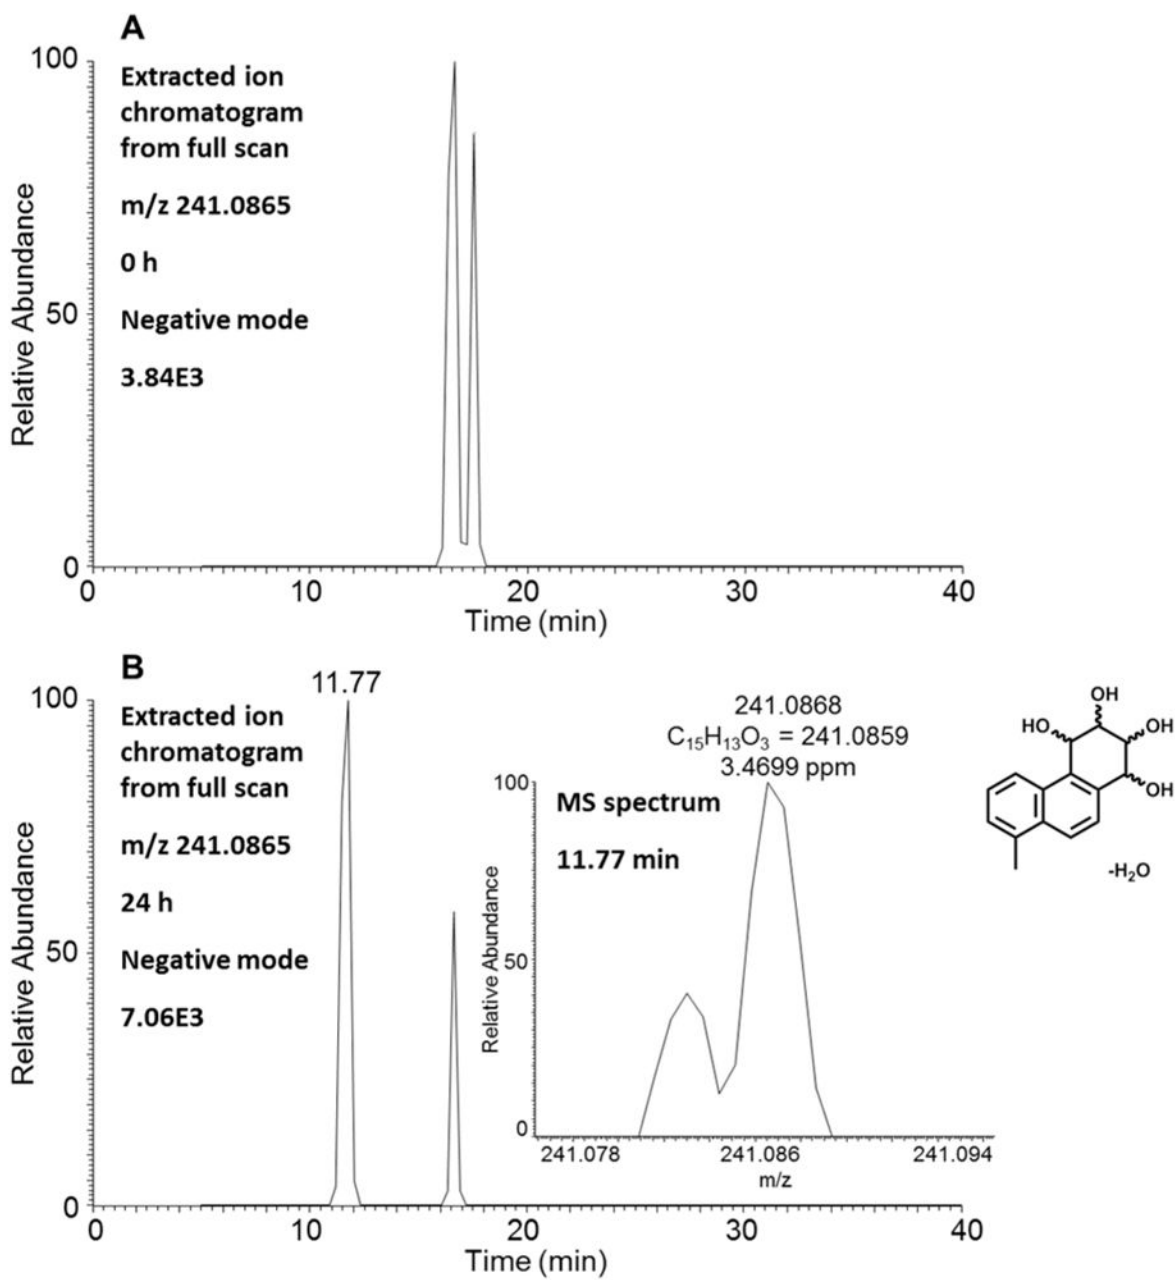 A
Extracted ion
chromatogram
from full scan
m/z 241.0865
0 h
Negative mode
3.84E3
Relative Abundance
100
50
0
0 10 20 30 40
Time (min)
B
11.77
Extracted ion
chromatogram
from full scan
m/z 241.0865
24 h
Negative mode
7.06E3
Relative Abundance
100
50
0
0 10 20 30 40
Time (min)
241.0868
C₁₅H₁₃O₃ = 241.0859
3.4699 ppm
MS spectrum
11.77 min
Relative Abundance
100
50
0
241.078 241.086 241.094
m/z
OH
HO
OH
OH
-H₂O